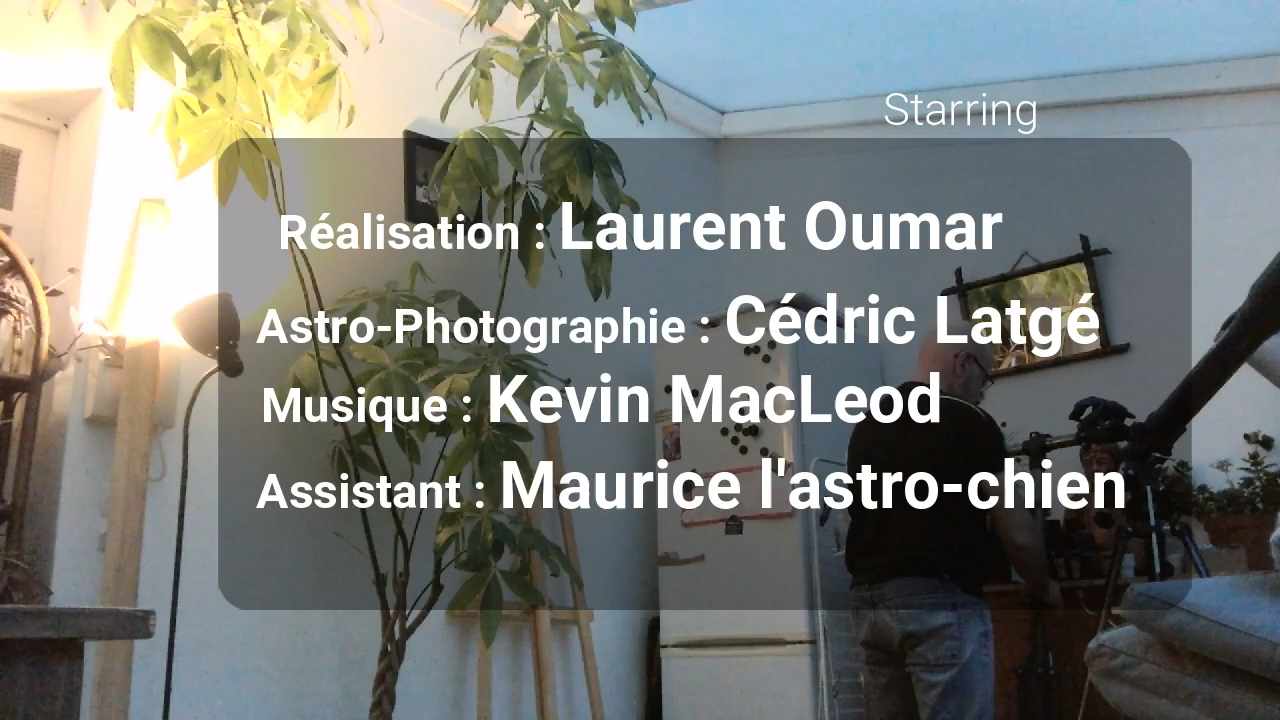 Starring
Réalisation : Laurent Oumar
Astro-Photographie : Cédric Latgé
Musique : Kevin MacLeod
Assistant : Maurice l'astro-chien